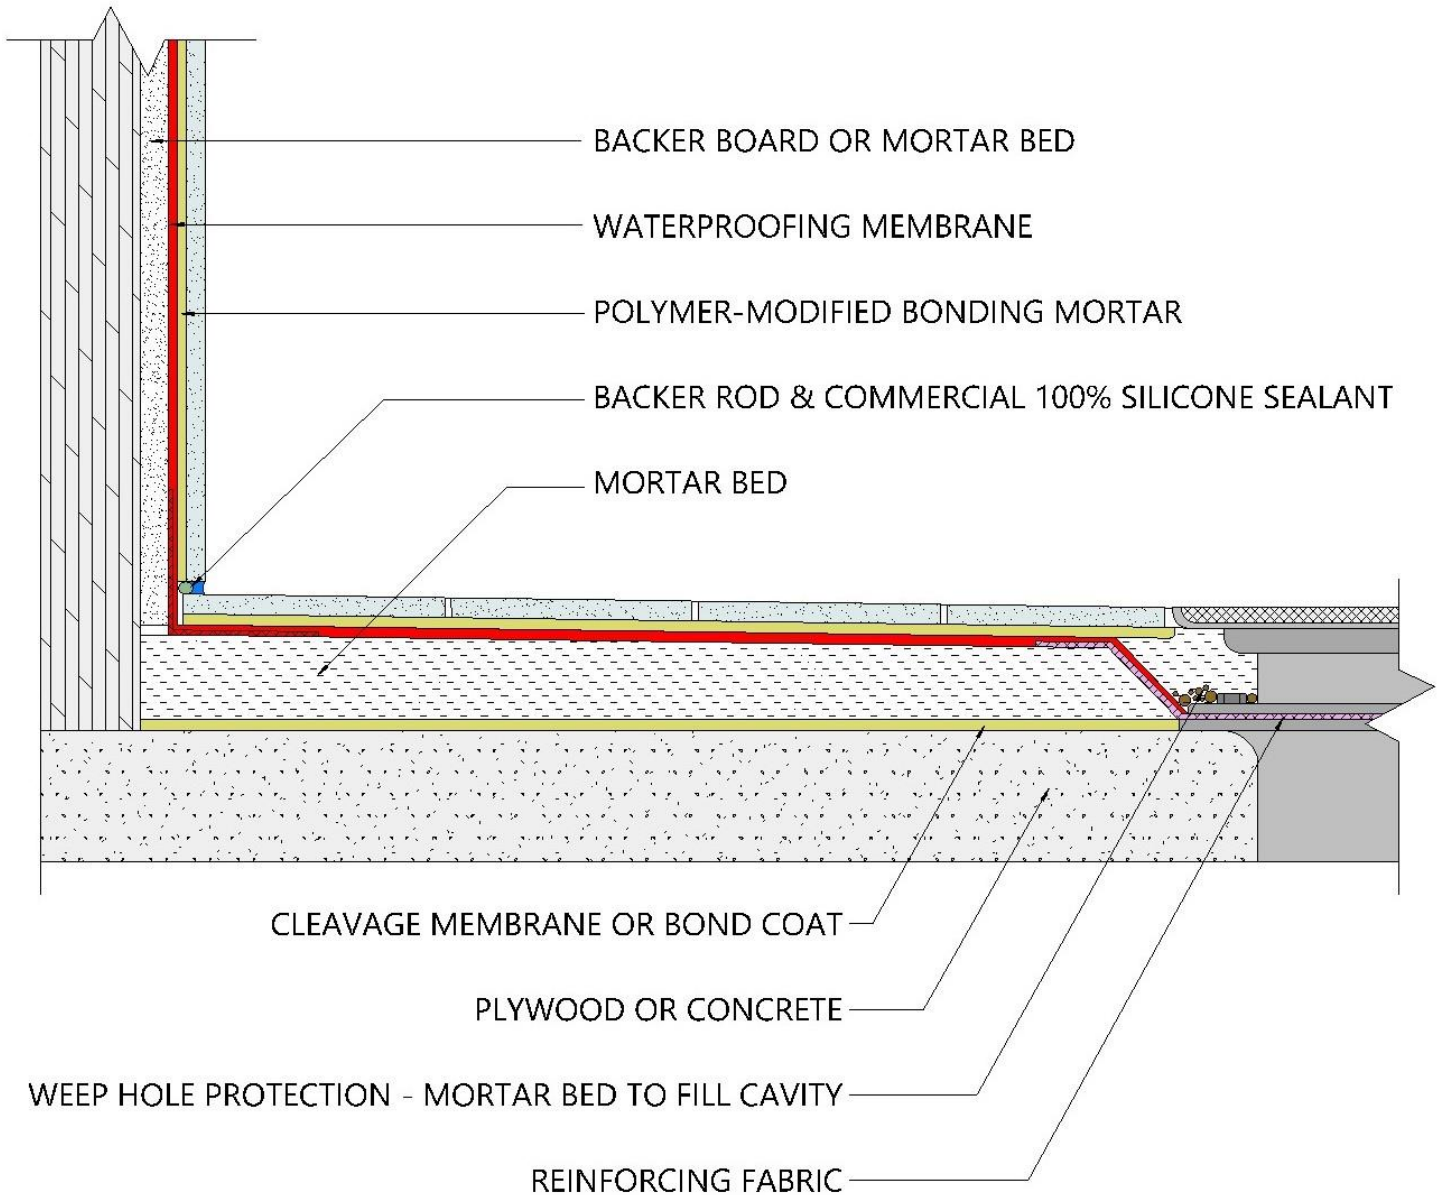 BACKER BOARD OR MORTAR BED
WATERPROOFING MEMBRANE
POLYMER-MODIFIED BONDING MORTAR
BACKER ROD & COMMERCIAL 100% SILICONE SEALANT
MORTAR BED
CLEAVAGE MEMBRANE OR BOND COAT
PLYWOOD OR CONCRETE
WEEP HOLE PROTECTION - MORTAR BED TO FILL CAVITY
REINFORCING FABRIC